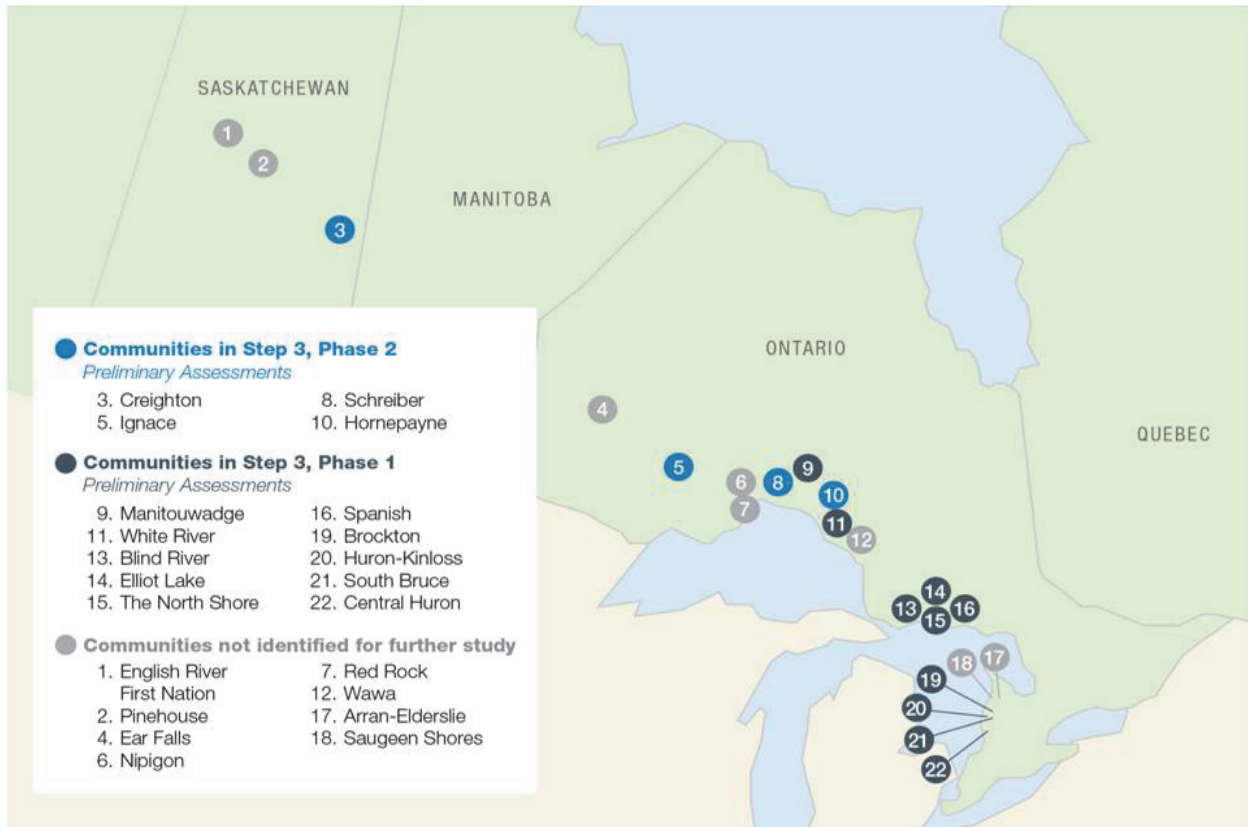 SASKATCHEWAN
1
2
3
MANITOBA
ONTARIO
QUEBEC
Communities in Step 3, Phase 2
Preliminary Assessments
3. Creighton
5. Ignace
8. Schreiber
10. Hornepayne
Communities in Step 3, Phase 1
Preliminary Assessments
9. Manitouwadge
11. White River
13. Blind River
14. Elliot Lake
15. The North Shore
16. Spanish
19. Brockton
20. Huron-Kinloss
21. South Bruce
22. Central Huron
Communities not identified for further study
1. English River
First Nation
2. Pinehouse
4. Ear Falls
6. Nipigon
7. Red Rock
12. Wawa
17. Arran-Elderslie
18. Saugeen Shores
4
5
6
7
8
9
10
11
12
13
14
15
16
17
18
19
20
21
22